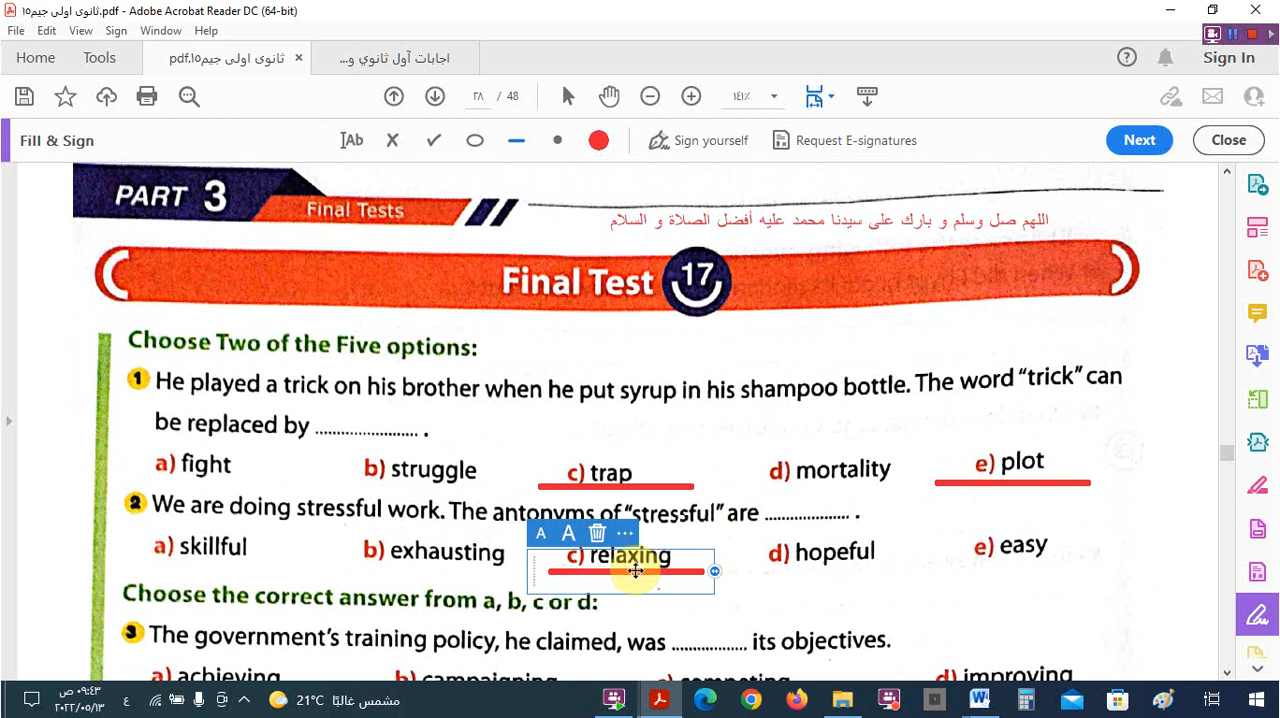 ثانوى اولى جيم١٥.pdf - Adobe Acrobat Reader DC (64-bit)
File Edit View Sign Window Help
Home Tools ثانوى اولى جيم١٥.pdf × اجابات آول ثانوي و...
Sign In
٣٨ / 48 ١٤١٪
Fill & Sign Ab Sign yourself Request E-signatures Next Close
PART 3 Final Tests
اللهم صل وسلم و بارك على سيدنا محمد عليه أفضل الصلاة و السلام
Final Test 17
Choose Two of the Five options:
1 He played a trick on his brother when he put syrup in his shampoo bottle. The word “trick” can
be replaced by .................... .
a) fight b) struggle c) trap d) mortality e) plot
2 We are doing stressful work. The antonyms of “stressful” are .................. .
A A ...
a) skillful b) exhausting c) relaxing d) hopeful e) easy
Choose the correct answer from a, b, c or d:
3 The government’s training policy, he claimed, was .................. its objectives.
a) achieving b) campaigning c) competing d) improving
٠٩:٤٣ ص
٢٠٢٢/٠٥/١٣
ع
21°C مشمس غالبًا